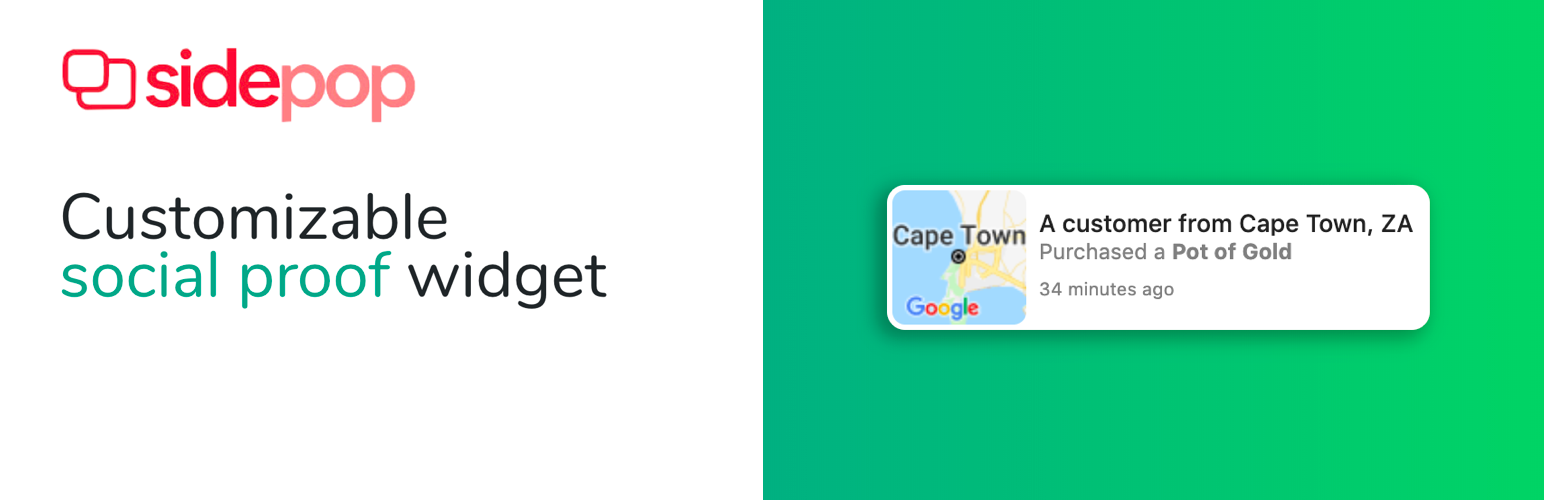 sidepop
Customizable
social proof widget
Cape Town
Google
A customer from Cape Town, ZA
Purchased a Pot of Gold
34 minutes ago